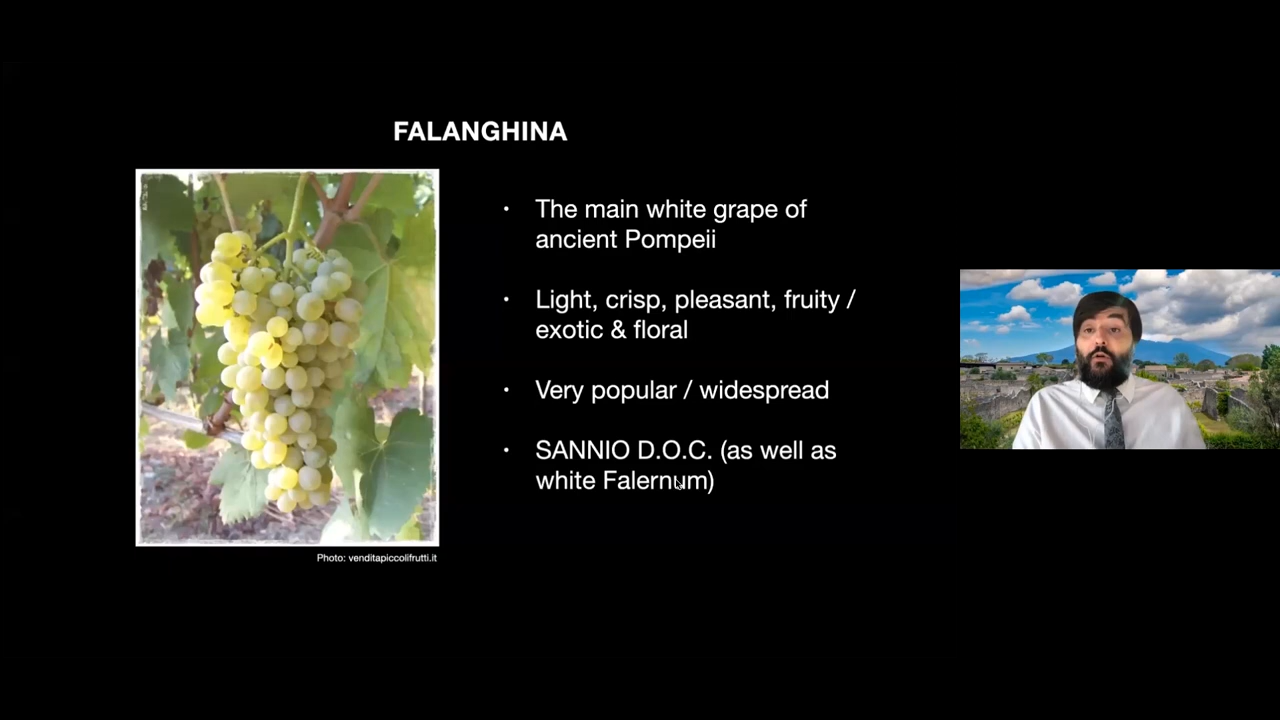 FALANGHINA
• The main white grape of
ancient Pompeii
• Light, crisp, pleasant, fruity /
exotic & floral
• Very popular / widespread
• SANNIO D.O.C. (as well as
white Falernum)
Photo: venditapiccolifrutti.it